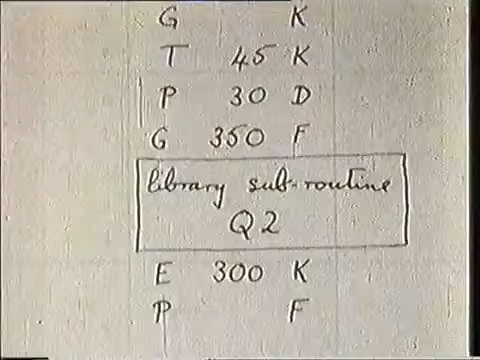 G K
T 45 K
P 30 D
G 350 F
library sub-routine
Q2
E 300 K
P F